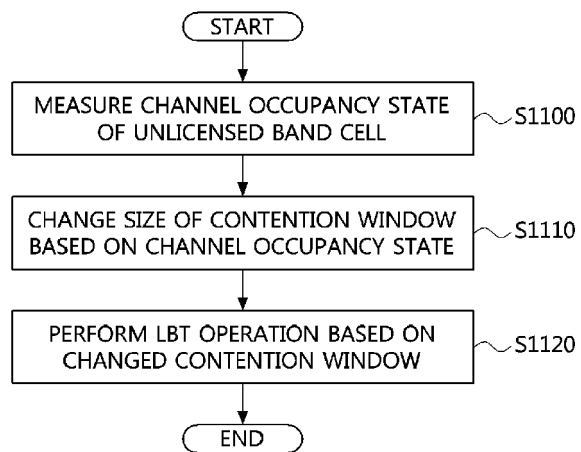 START
MEASURE CHANNEL OCCUPANCY STATE
OF UNLICENSED BAND CELL
S1100
CHANGE SIZE OF CONTENTION WINDOW
BASED ON CHANNEL OCCUPANCY STATE
S1110
PERFORM LBT OPERATION BASED ON
CHANGED CONTENTION WINDOW
S1120
END